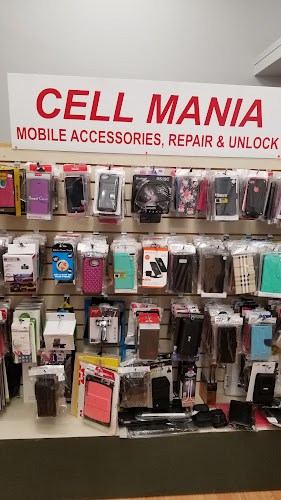 CELL MANIA
MOBILE ACCESSORIES, REPAIR & UNLOCK